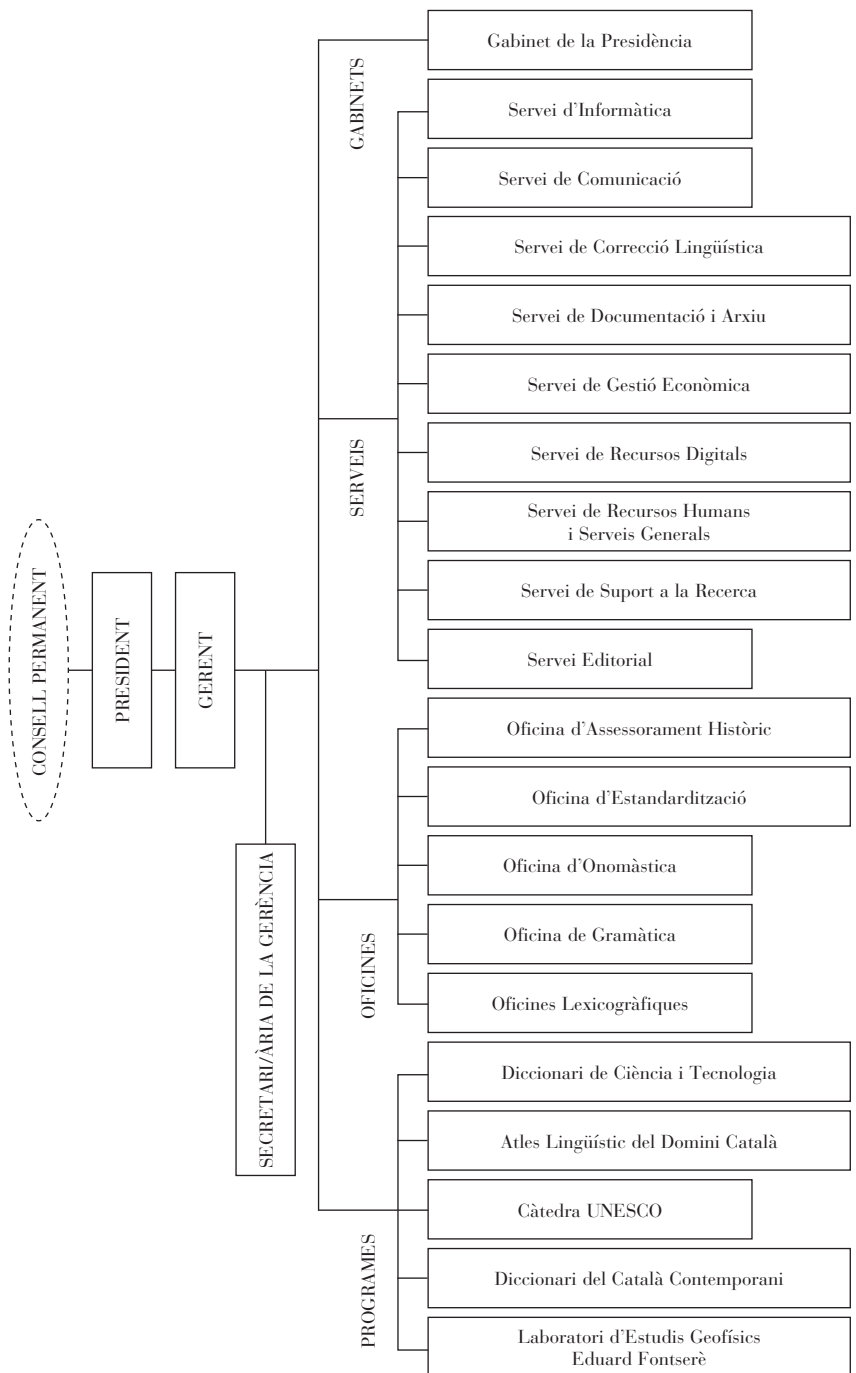 CONSELL PERMANENT
PRESIDENT
GERENT
SECRETARI/ÀRIA DE LA GERÈNCIA
GABINETS
Gabinet de la Presidència
SERVEIS
Servei d’Informàtica
Servei de Comunicació
Servei de Correcció Lingüística
Servei de Documentació i Arxiu
Servei de Gestió Econòmica
Servei de Recursos Digitals
Servei de Recursos Humans
i Serveis Generals
Servei de Suport a la Recerca
Servei Editorial
OFICINES
Oficina d’Assessorament Històric
Oficina d’Estandardització
Oficina d’Onomàstica
Oficina de Gramàtica
Oficines Lexicogràfiques
PROGRAMES
Diccionari de Ciència i Tecnologia
Atles Lingüístic del Domini Català
Càtedra UNESCO
Diccionari del Català Contemporani
Laboratori d’Estudis Geofísics
Eduard Fontserè